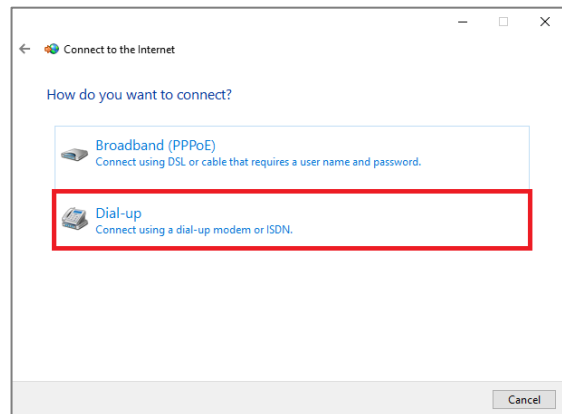 Connect to the Internet
How do you want to connect?
Broadband (PPPoE)
Connect using DSL or cable that requires a user name and password.
Dial-up
Connect using a dial-up modem or ISDN.
Cancel